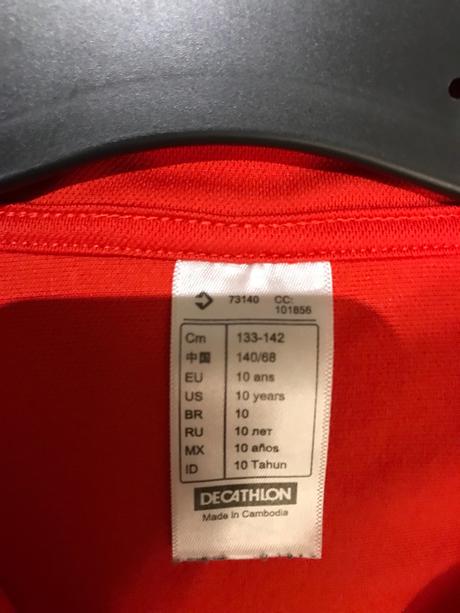 73140 CC:
101856
Cm 133-142
中国 140/68
EU 10 ans
US 10 years
BR 10
RU 10 лет
MX 10 años
ID 10 Tahun
DECATHLON
Made in Cambodia